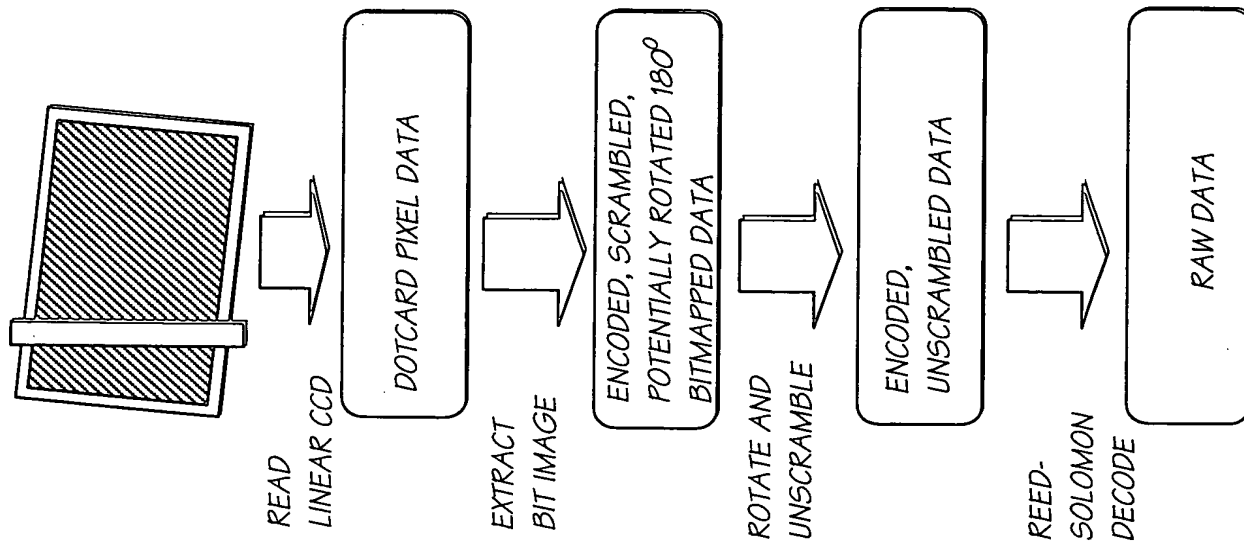 READ
LINEAR CCD
DOTCARD PIXEL DATA
EXTRACT
BIT IMAGE
ENCODED, SCRAMBLED,
POTENTIALLY ROTATED 180°
BITMAPPED DATA
ROTATE AND
UNSCRAMBLE
ENCODED,
UNSCRAMBLED DATA
REED-
SOLOMON
DECODE
RAW DATA